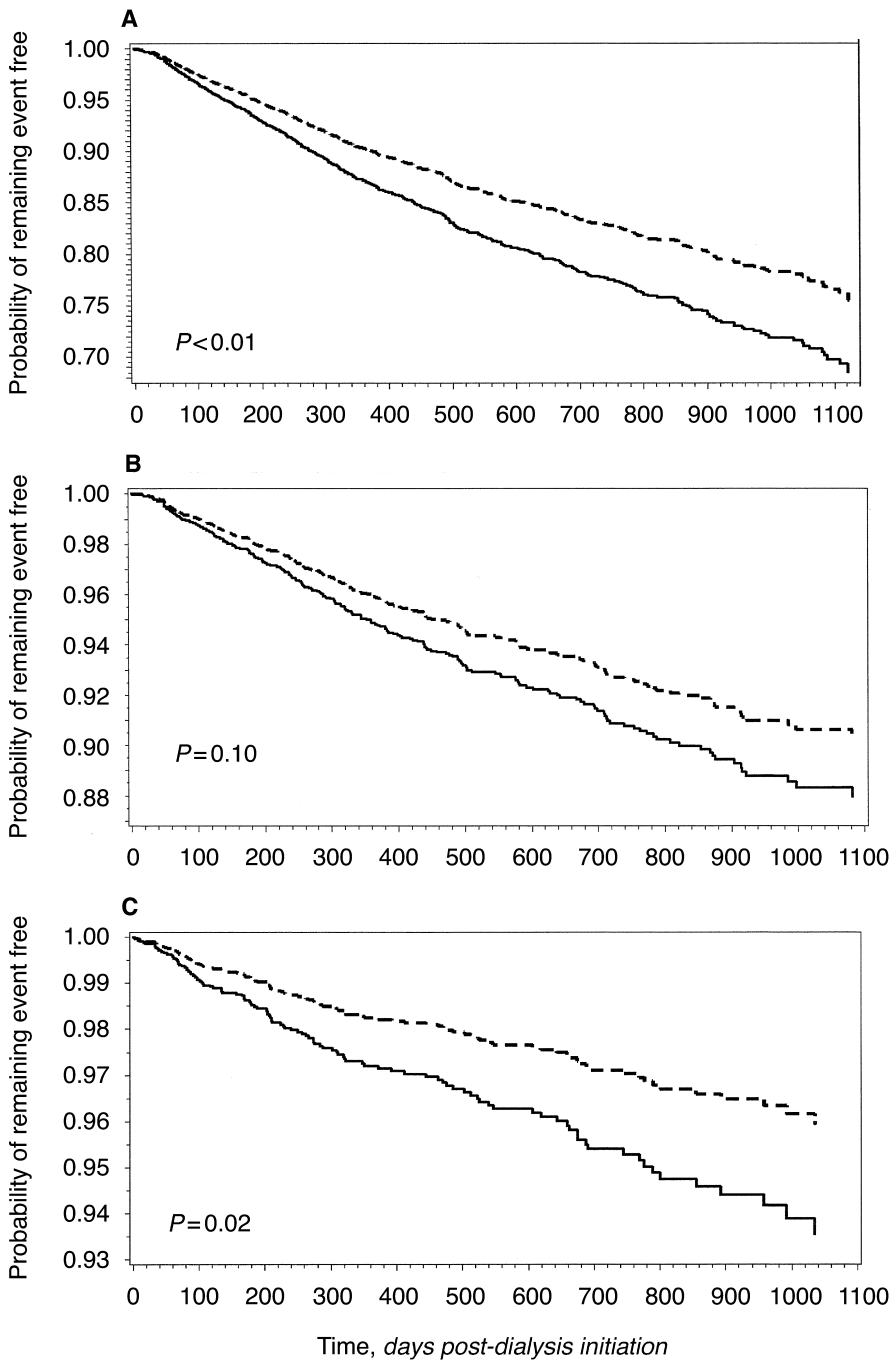 A
Probability of remaining event free
1.00
0.95
0.90
0.85
0.80
0.75
0.70
P<0.01
0 100 200 300 400 500 600 700 800 900 1000 1100
B
Probability of remaining event free
1.00
0.98
0.96
0.94
0.92
0.90
0.88
P=0.10
0 100 200 300 400 500 600 700 800 900 1000 1100
C
Probability of remaining event free
1.00
0.99
0.98
0.97
0.96
0.95
0.94
0.93
P=0.02
0 100 200 300 400 500 600 700 800 900 1000 1100
Time, days post-dialysis initiation